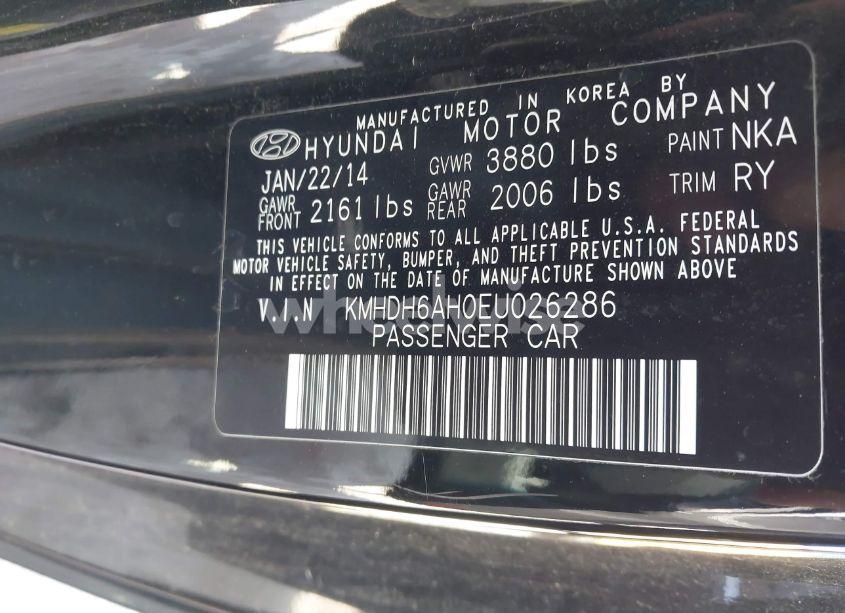 MANUFACTURED IN KOREA BY
HYUNDAI MOTOR COMPANY
JAN/22/14 GVWR 3880 lbs PAINT NKA
GAWR FRONT 2161 lbs GAWR REAR 2006 lbs TRIM RY
THIS VEHICLE CONFORMS TO ALL APPLICABLE U.S.A. FEDERAL
MOTOR VEHICLE SAFETY, BUMPER, AND THEFT PREVENTION STANDARDS
IN EFFECT ON THE DATE OF MANUFACTURE SHOWN ABOVE
V.I.N KMHDH6AH0EU026286
PASSENGER CAR